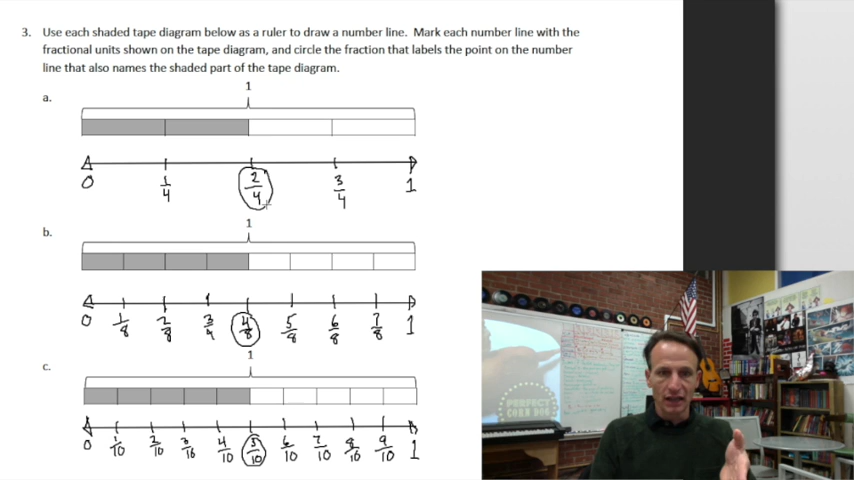 3. Use each shaded tape diagram below as a ruler to draw a number line. Mark each number line with the
fractional units shown on the tape diagram, and circle the fraction that labels the point on the number
line that also names the shaded part of the tape diagram.
1
a.
0 1/4 2/4 3/4 1
1
b.
0 1/8 2/8 3/9 4/8 5/8 6/8 7/8 1
1
c.
0 1/10 2/10 3/10 4/10 5/10 6/10 7/10 8/10 9/10 1
PERFECT
CORN DOG